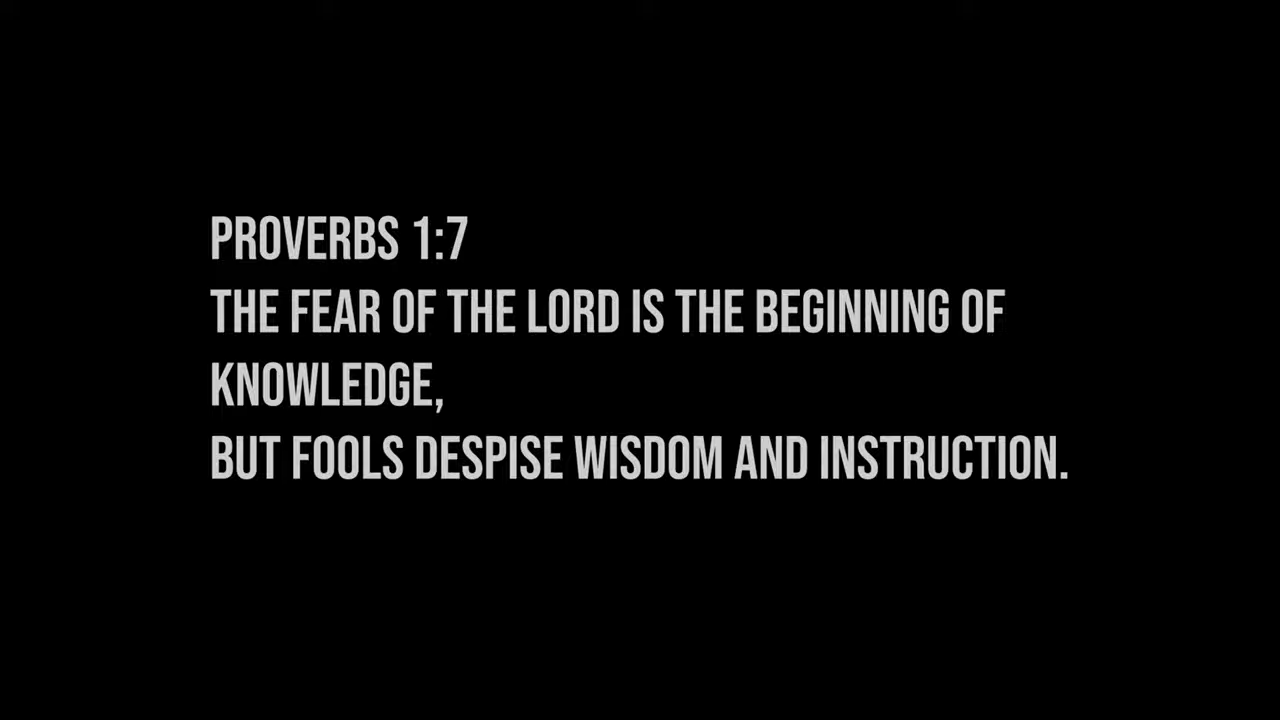 PROVERBS 1:7
THE FEAR OF THE LORD IS THE BEGINNING OF
KNOWLEDGE,
BUT FOOLS DESPISE WISDOM AND INSTRUCTION.